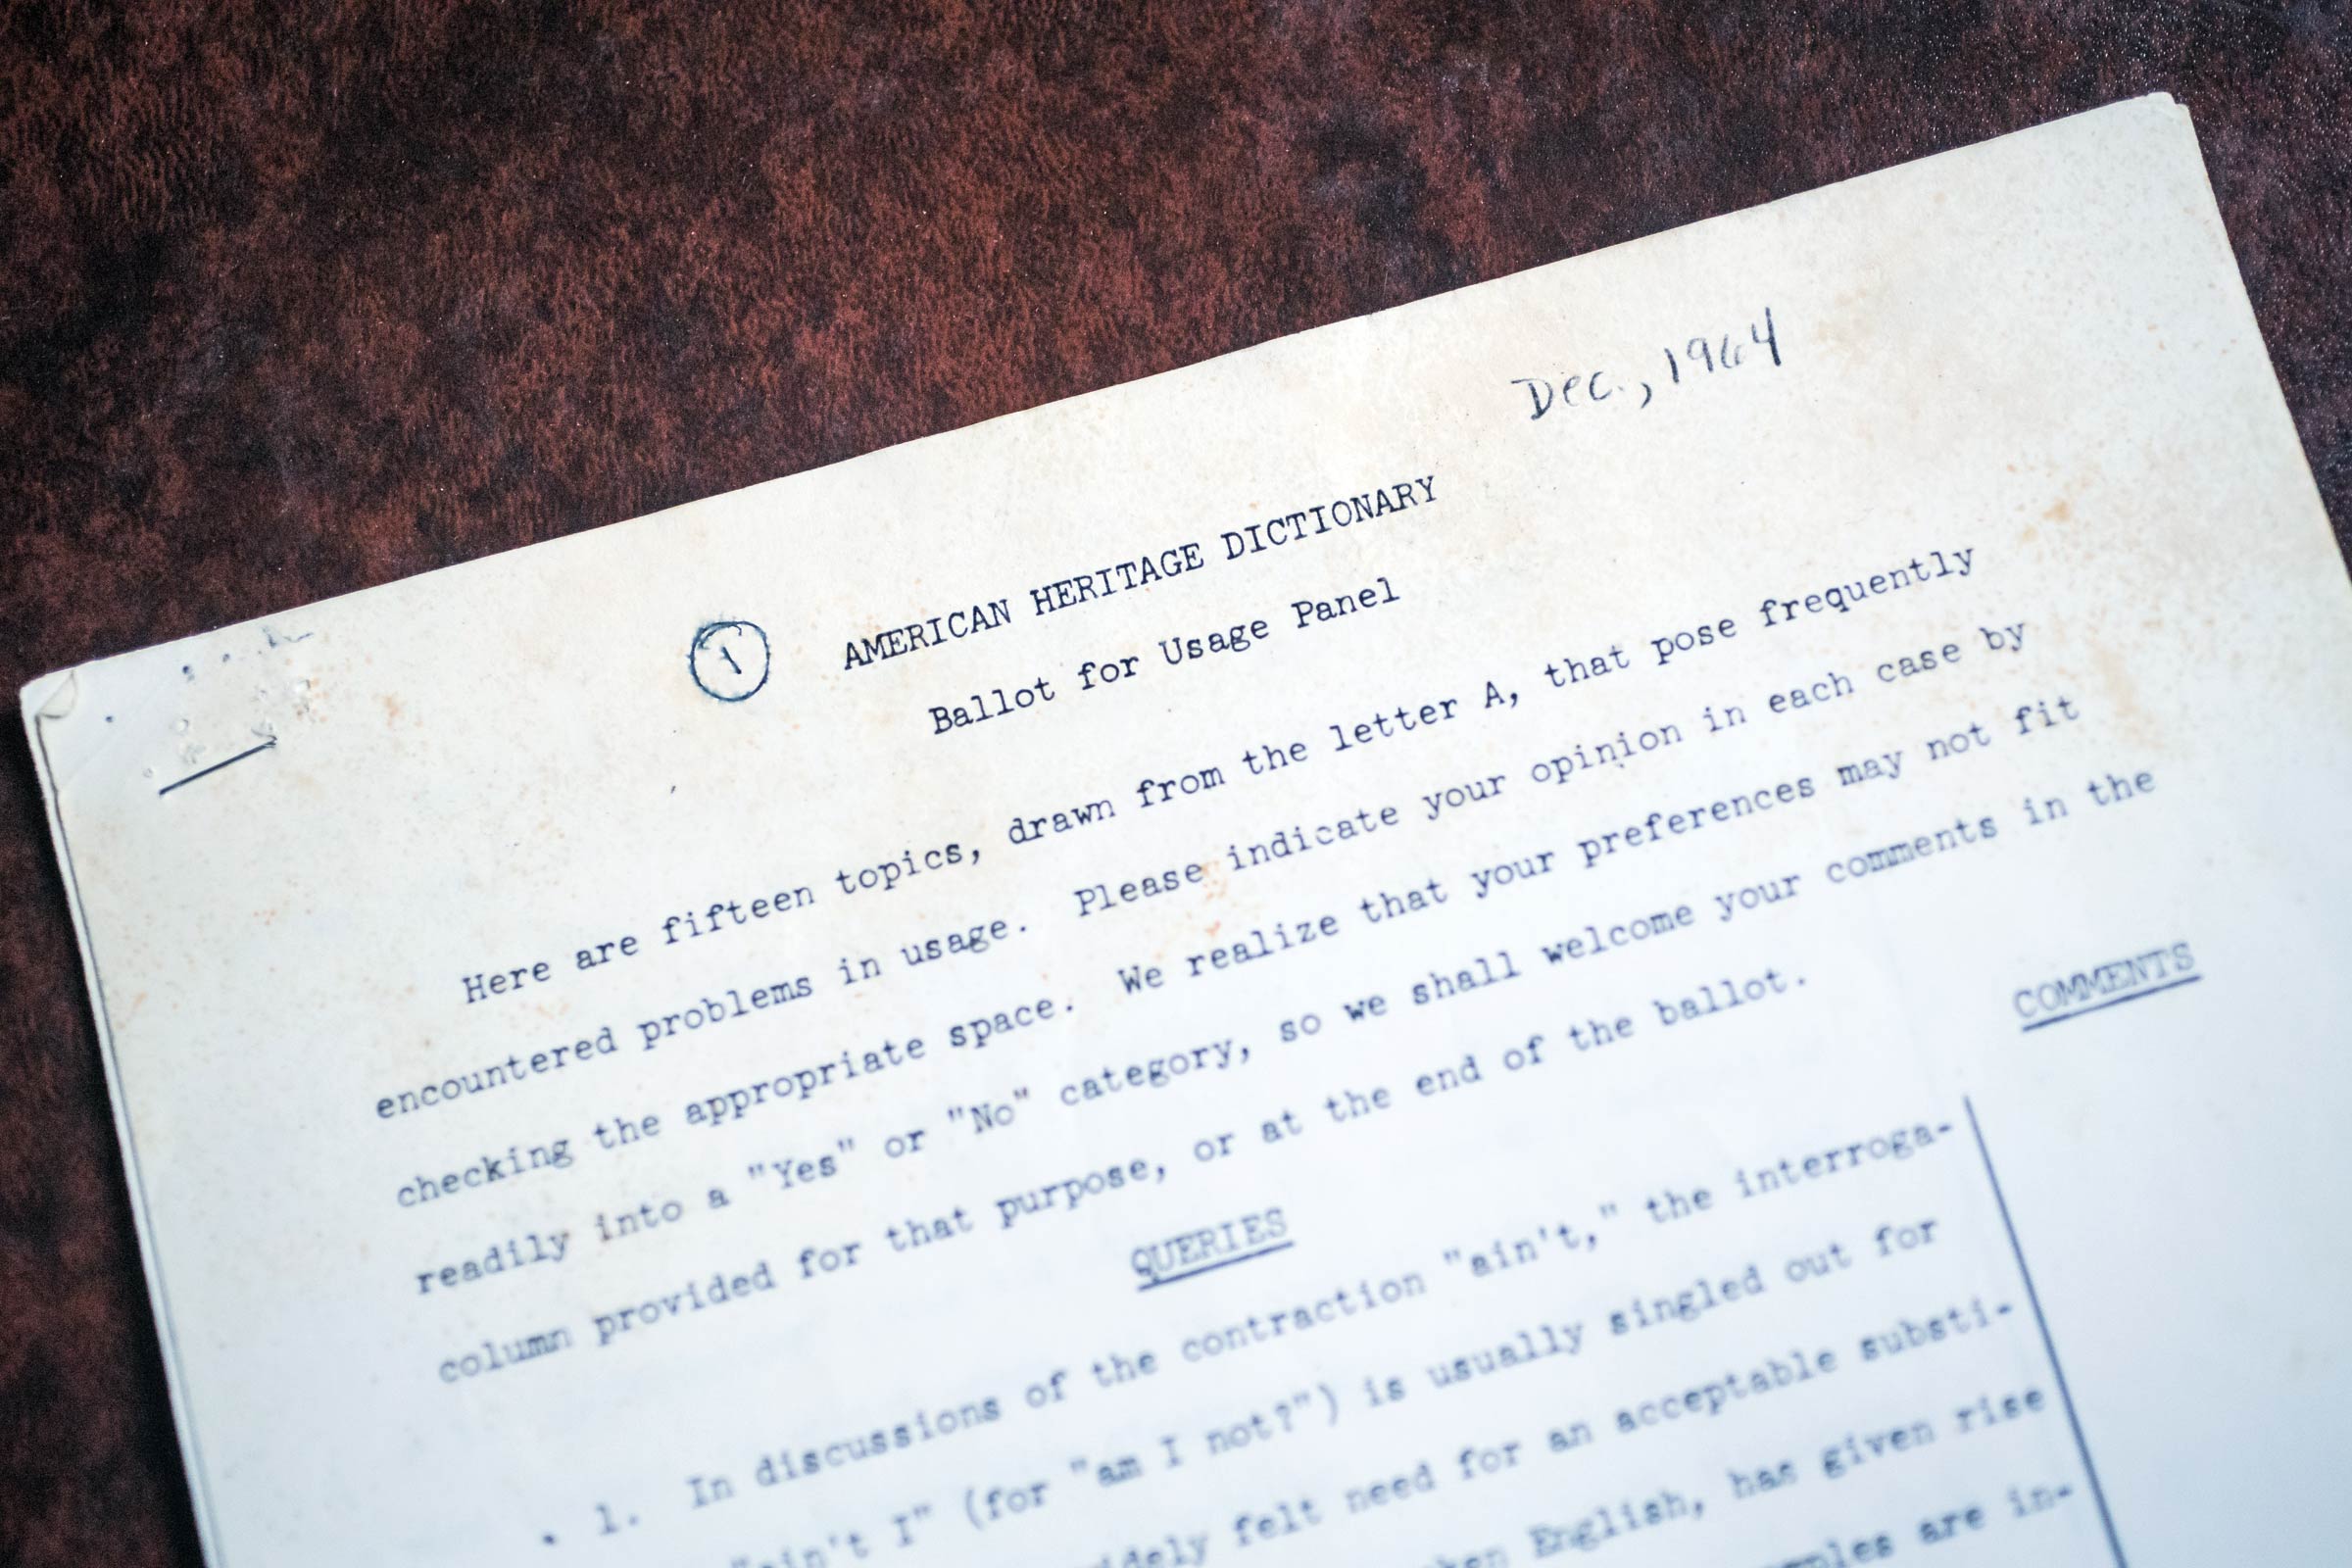 Dec., 1964
1 AMERICAN HERITAGE DICTIONARY
Ballot for Usage Panel
Here are fifteen topics, drawn from the letter A, that pose frequently
encountered problems in usage. Please indicate your opinion in each case by
checking the appropriate space. We realize that your preferences may not fit
readily into a "Yes" or "No" category, so we shall welcome your comments in the
column provided for that purpose, or at the end of the ballot.
COMMENTS
QUERIES
1. In discussions of the contraction "ain't," the interroga-
"ain't I" (for "am I not?") is usually singled out for
felt need for an acceptable substi-
English, has given rise
are in-